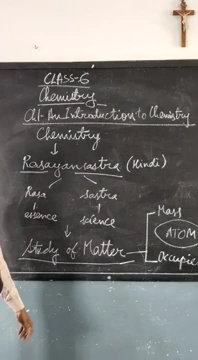 CLASS-6
Chemistry
Ch1- An Introduction to Chemistry
Chemistry
Rasayan sastra (Hindi)
Rasa sastra
essence science
Mass
ATOM
Study of Matter
Occupie